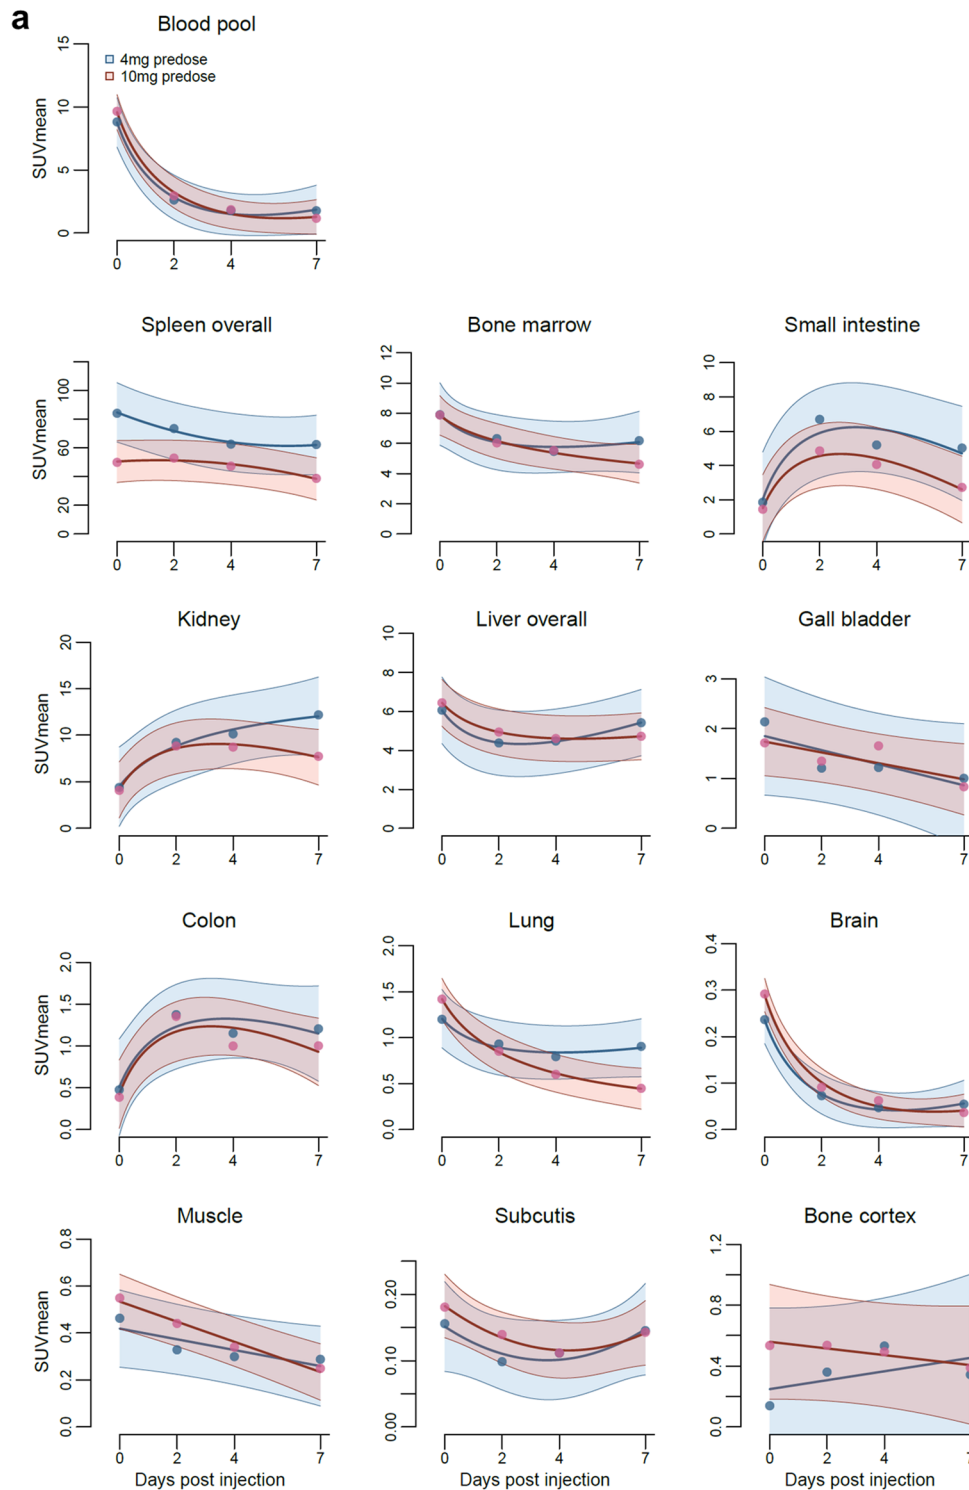 a
Blood pool
4mg predose
10mg predose
SUVmean
0 5 10 15
0 2 4 7
Spleen overall
Bone marrow
Small intestine
SUVmean
0 20 60 100
0 2 4 6 8 10 12
0 2 4 6 8 10
0 2 4 7
0 2 4 7
0 2 4 7
Kidney
Liver overall
Gall bladder
SUVmean
0 5 10 15 20
0 2 4 6 8 10
0 1 2 3
0 2 4 7
0 2 4 7
0 2 4 7
Colon
Lung
Brain
SUVmean
0.0 0.5 1.0 1.5 2.0
0.0 0.5 1.0 1.5 2.0
0.0 0.1 0.2 0.3 0.4
0 2 4 7
0 2 4 7
0 2 4 7
Muscle
Subcutis
Bone cortex
SUVmean
0.0 0.2 0.4 0.6 0.8
0.00 0.10 0.20
0.0 0.4 0.8 1.2
0 2 4 7
0 2 4 7
0 2 4
Days post injection
Days post injection
Days post injection